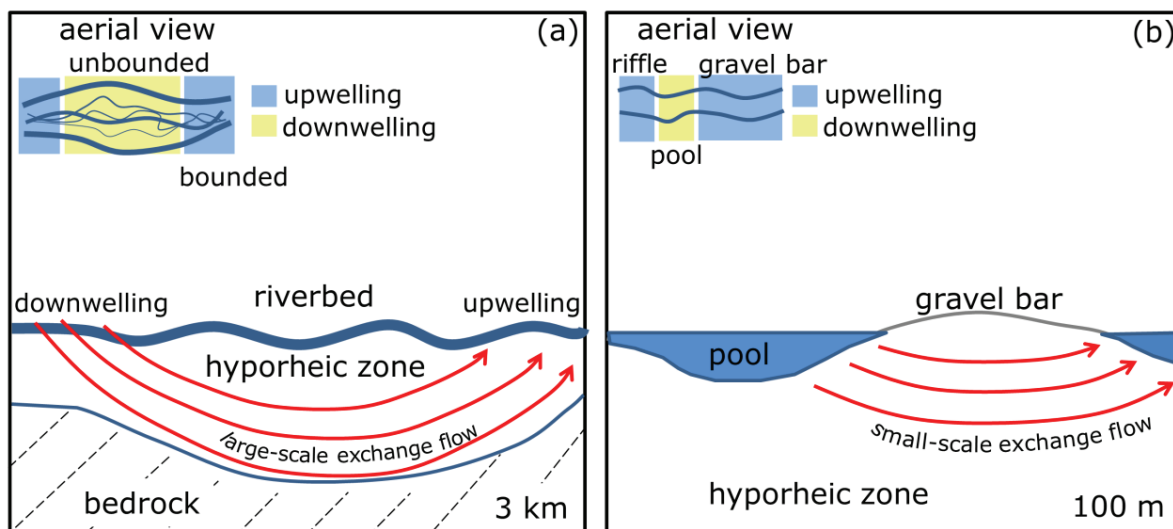 (a)
aerial view
unbounded
upwelling
downwelling
bounded
downwelling
riverbed
upwelling
hyporheic zone
large-scale exchange flow
bedrock
3 km
(b)
aerial view
riffle
gravel bar
upwelling
downwelling
pool
gravel bar
pool
small-scale exchange flow
hyporheic zone
100 m